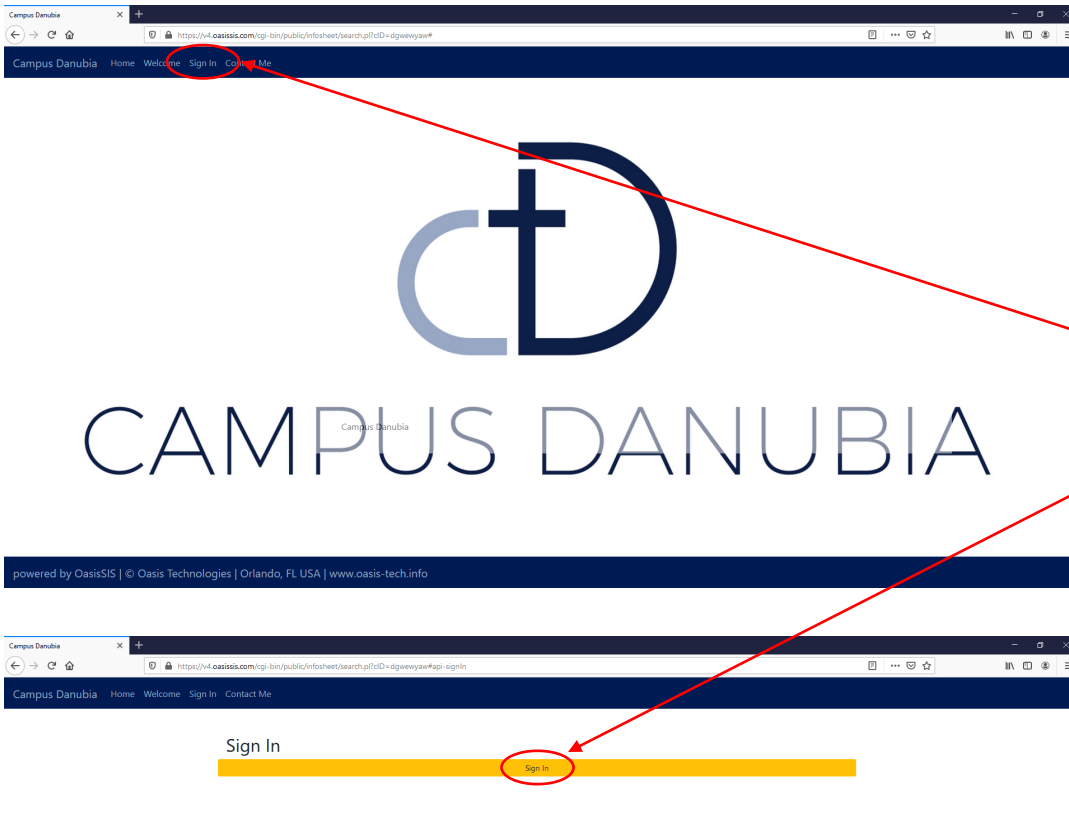 Campus Danubia
https://v4.oasissis.com/cgi-bin/public/infosheet/search.pl?cID=dgwewyaw#
Campus Danubia Home Welcome Sign In Contact Me
CAMPUS DANUBIA
Campus Danubia
powered by OasisSIS | © Oasis Technologies | Orlando, FL USA | www.oasis-tech.info
Campus Danubia
https://v4.oasissis.com/cgi-bin/public/infosheet/search.pl?cID=dgwewyaw#api-signIn
Campus Danubia Home Welcome Sign In Contact Me
Sign In
Sign In